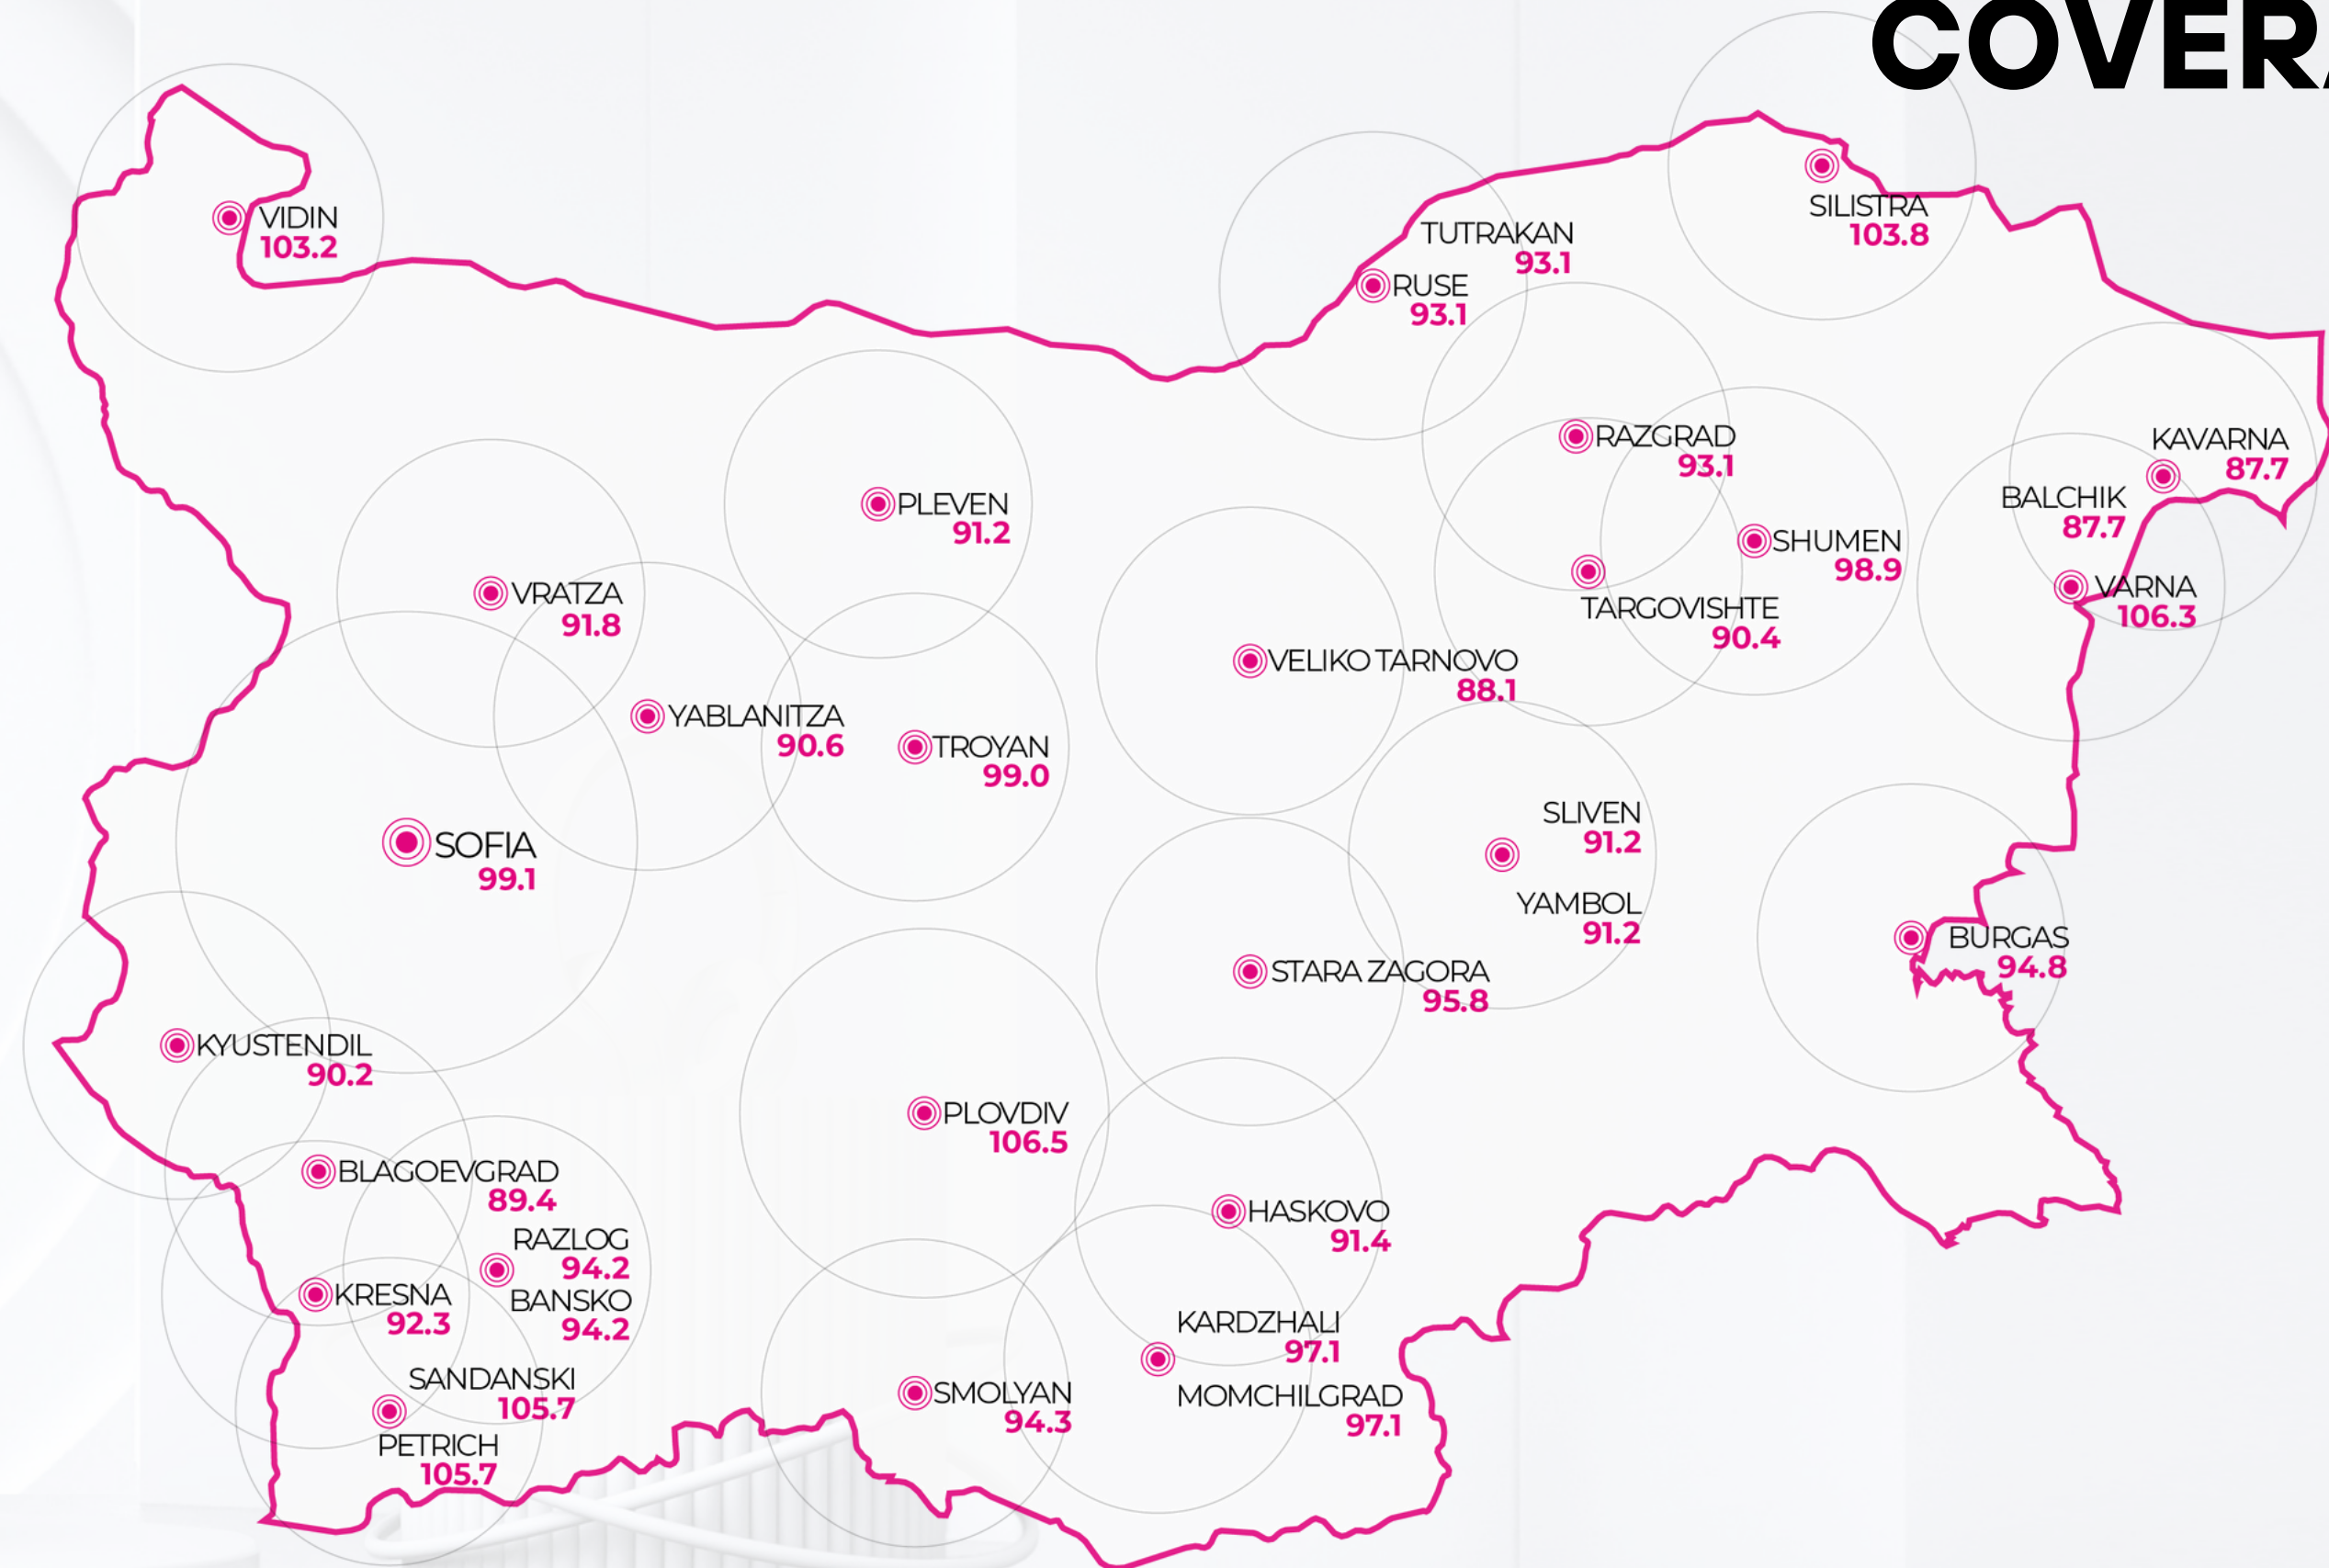 COVERA
VIDIN
103.2
SILISTRA
103.8
TUTRAKAN
93.1
RUSE
93.1
RAZGRAD
93.1
KAVARNA
87.7
BALCHIK
87.7
PLEVEN
91.2
SHUMEN
98.9
VRATZA
91.8
VARNA
106.3
TARGOVISHTE
90.4
VELIKO TARNOVO
88.1
YABLANITZA
90.6
TROYAN
99.0
SOFIA
99.1
SLIVEN
91.2
YAMBOL
91.2
BURGAS
94.8
STARA ZAGORA
95.8
KYUSTENDIL
90.2
PLOVDIV
106.5
BLAGOEVGRAD
89.4
HASKOVO
91.4
RAZLOG
94.2
BANSKO
94.2
KRESNA
92.3
KARDZHALI
97.1
MOMCHILGRAD
97.1
SANDANSKI
105.7
SMOLYAN
94.3
PETRICH
105.7